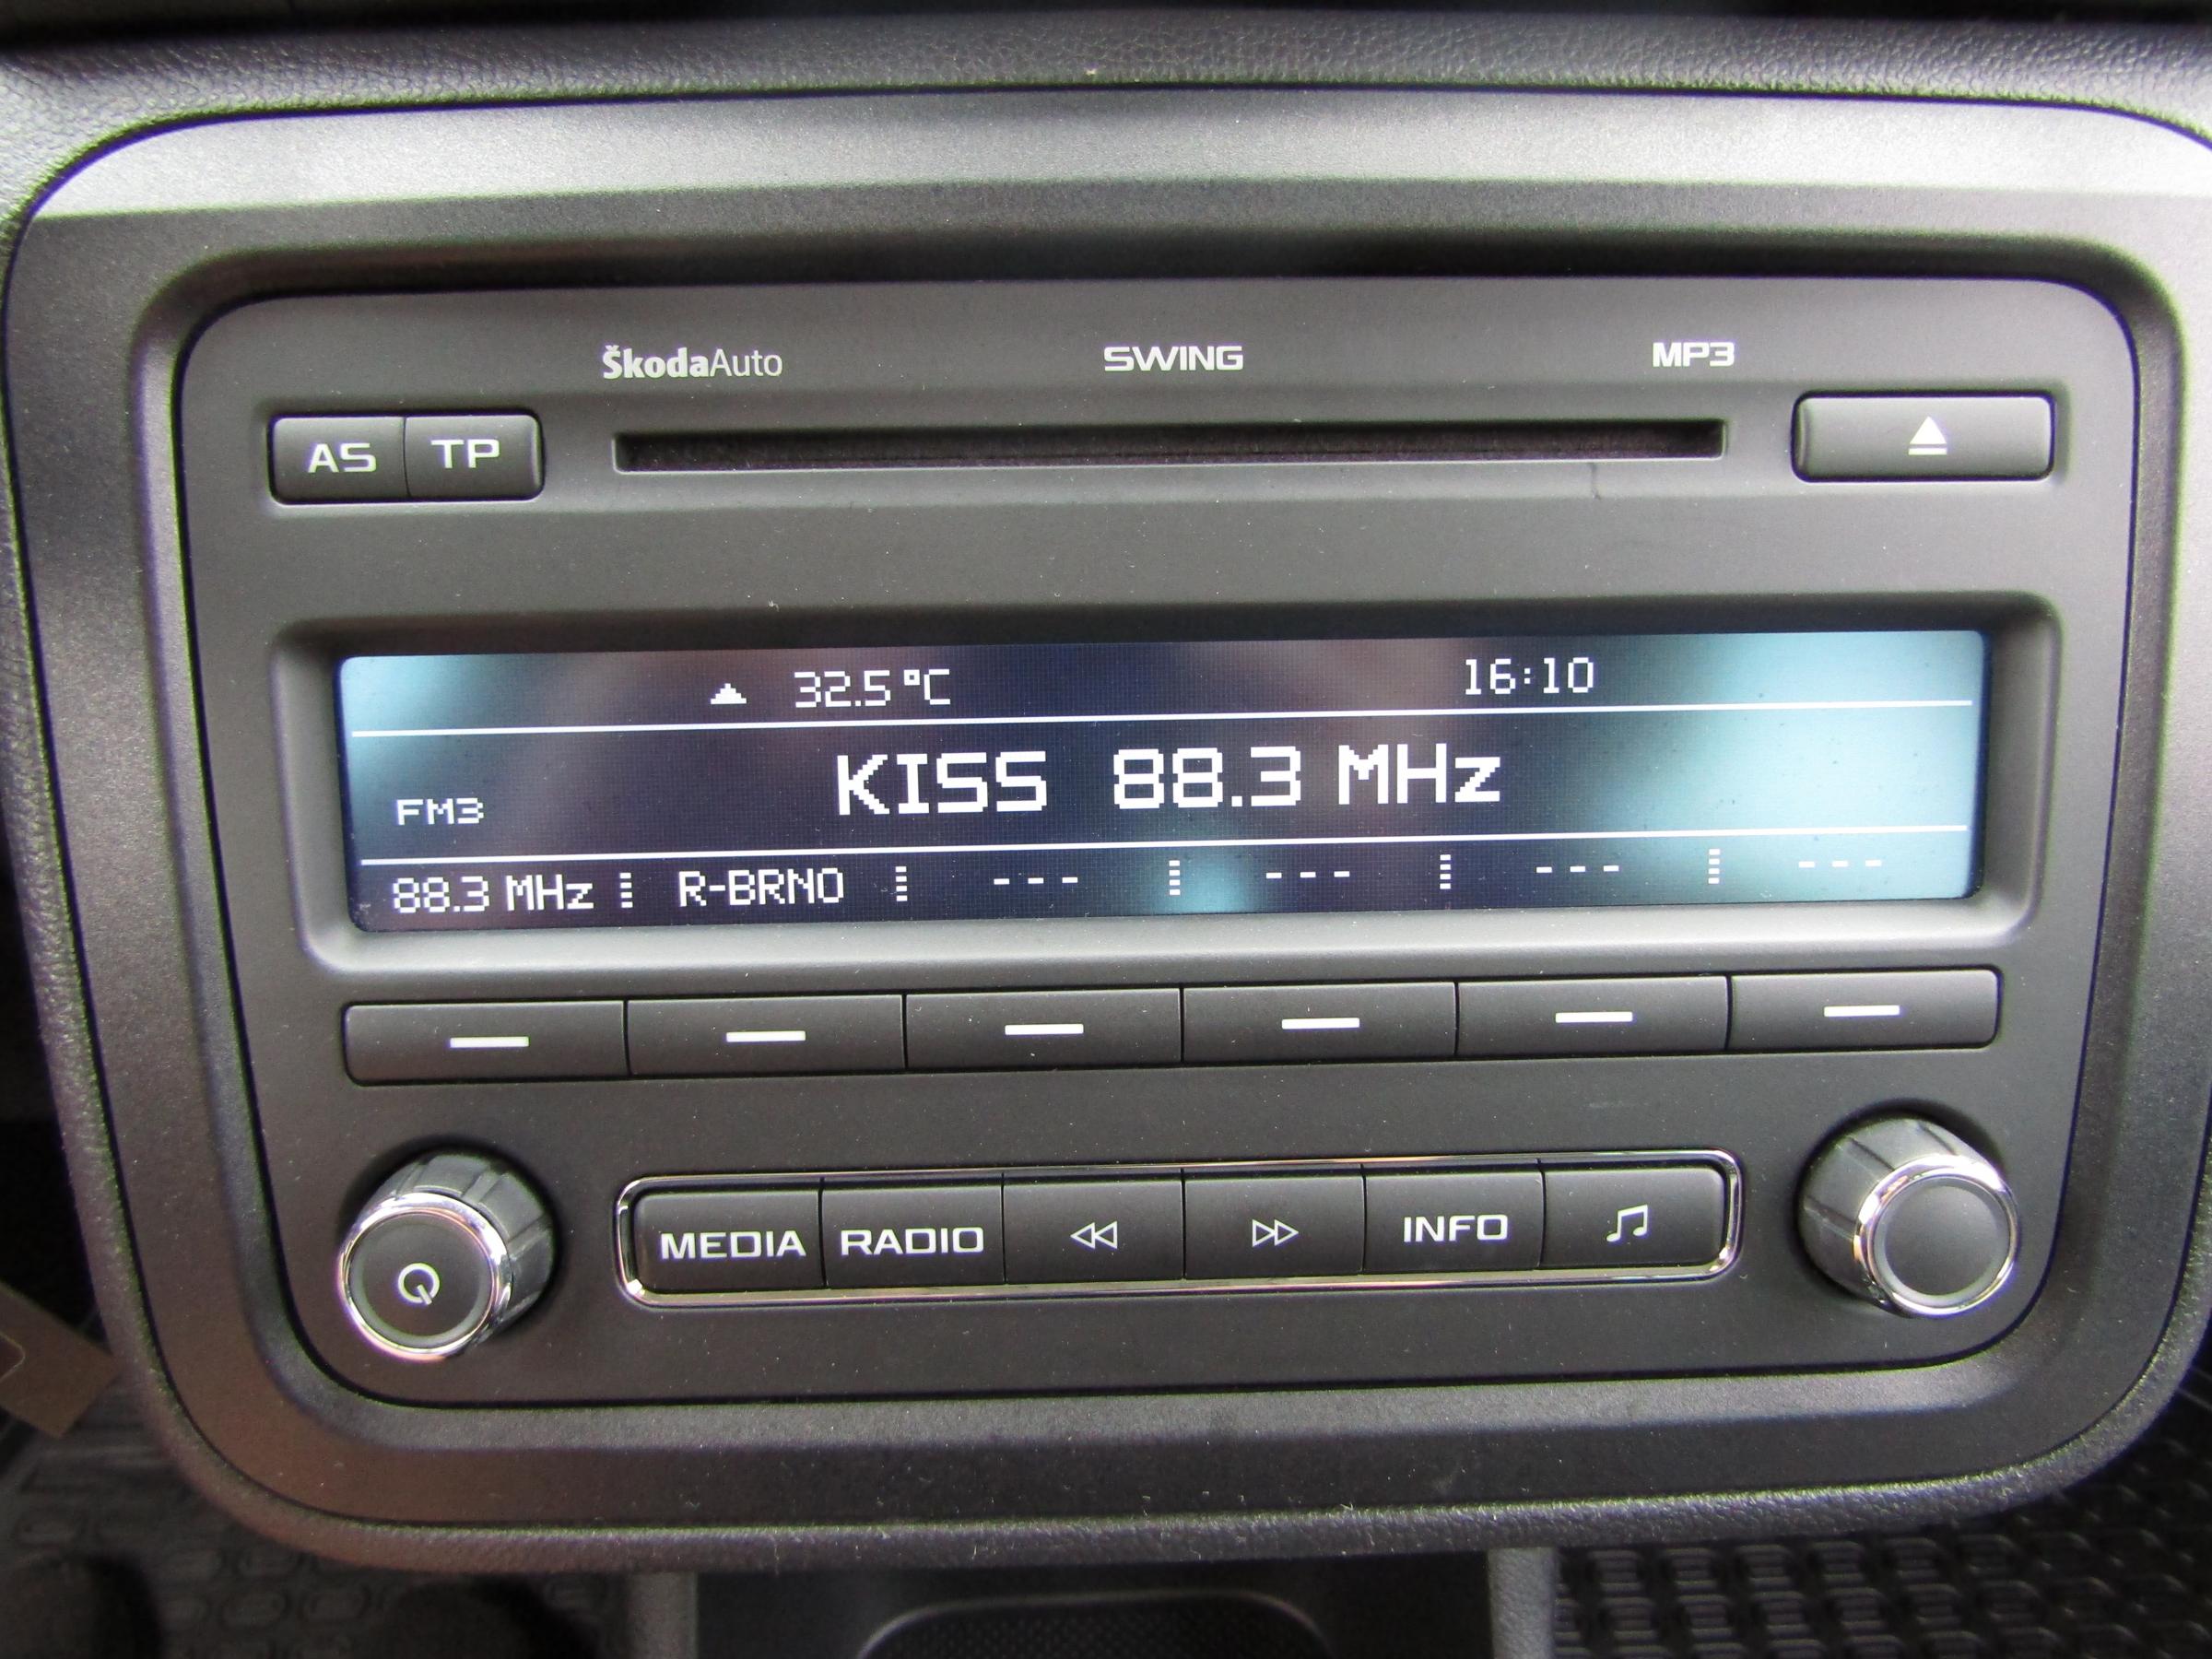 ŠkodaAuto SWING MP3
AS TP
32.5°C 16:10
KISS 88.3 MHz
FM3
88.3 MHz R-BRNO --- --- --- ---
MEDIA RADIO INFO